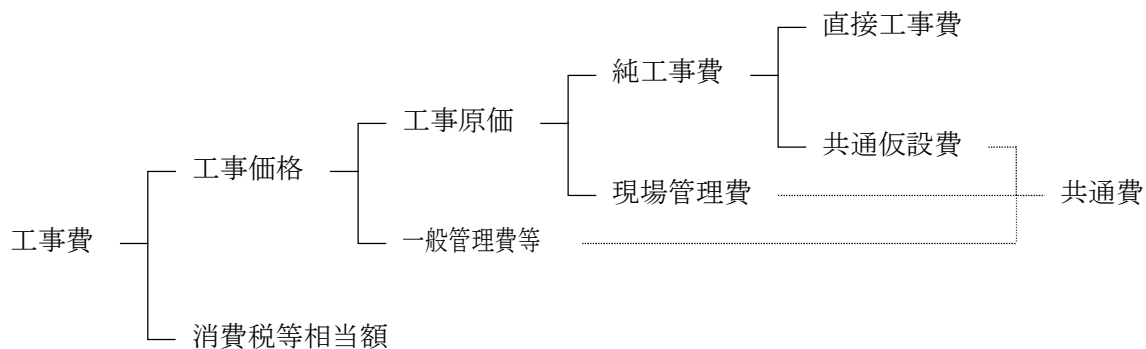 直接工事費
純工事費
工事原価
共通仮設費
工事価格
現場管理費
共通費
工事費
一般管理費等
消費税等相当額